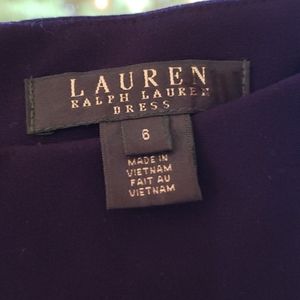 LAUREN
RALPH LAUREN
DRESS
6
MADE IN
VIETNAM
FAIT AU
VIETNAM